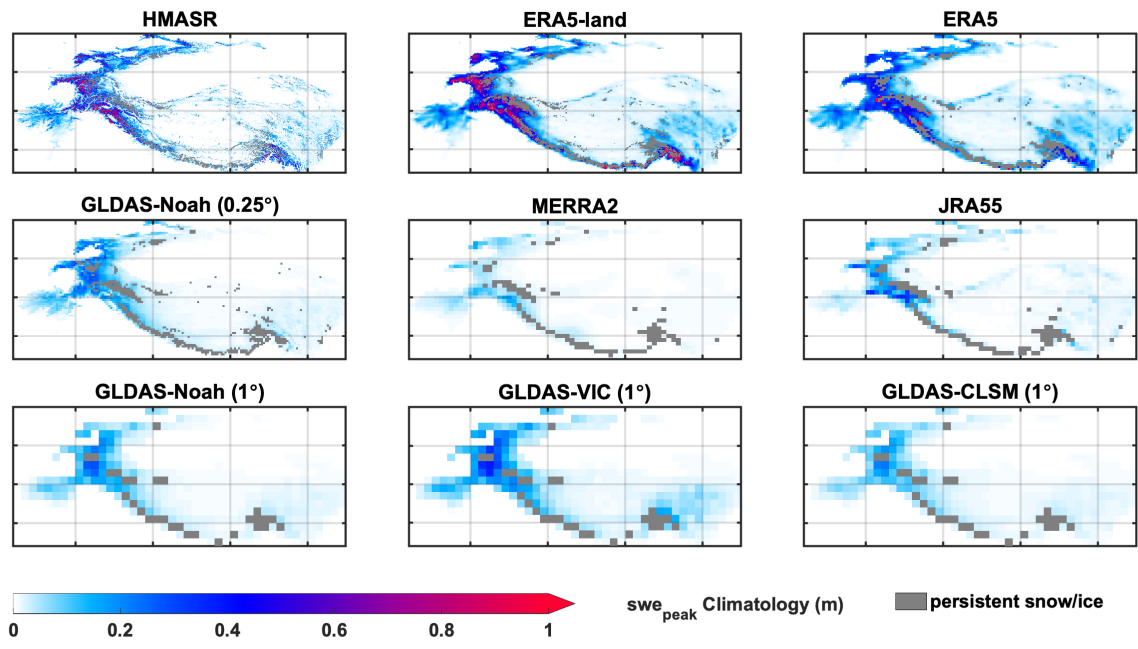 HMASR
ERA5-land
ERA5
GLDAS-Noah (0.25°)
MERRA2
JRA55
GLDAS-Noah (1°)
GLDAS-VIC (1°)
GLDAS-CLSM (1°)
0 0.2 0.4 0.6 0.8 1
swepeak Climatology (m)
persistent snow/ice